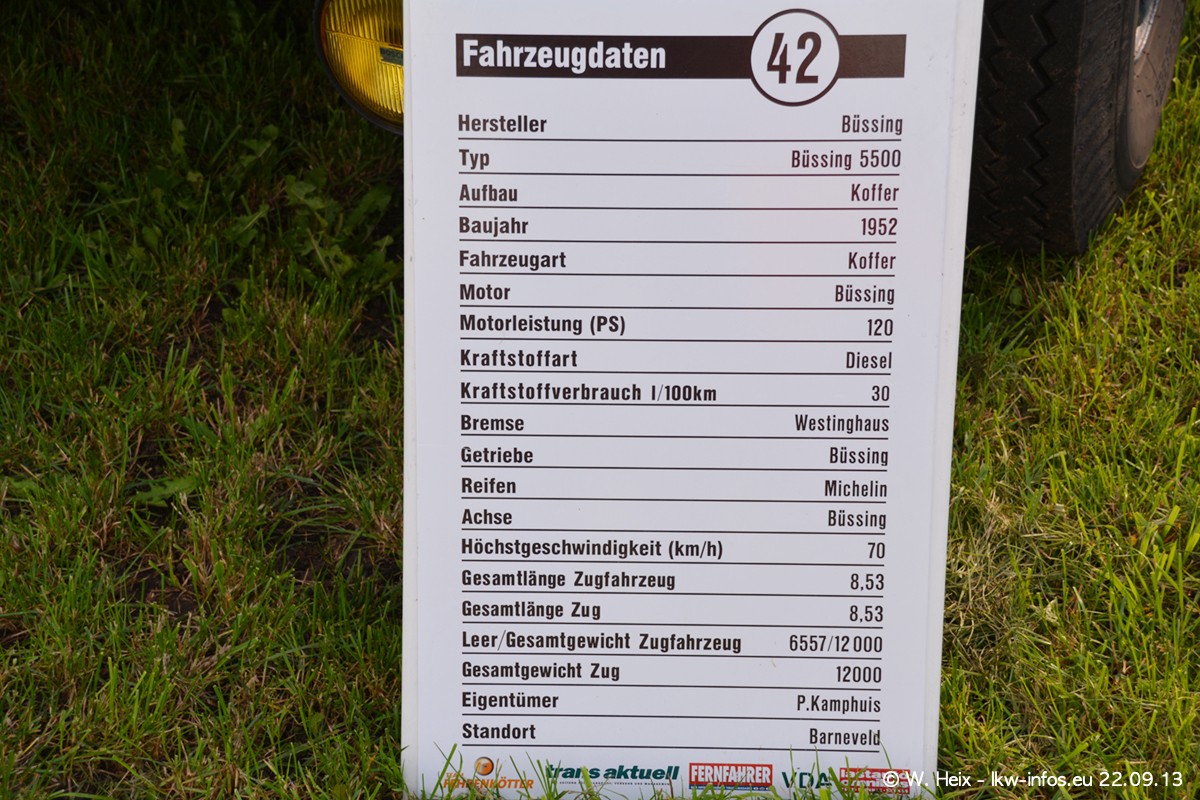 Fahrzeugdaten 42
Hersteller Büssing
Typ Büssing 5500
Aufbau Koffer
Baujahr 1952
Fahrzeugart Koffer
Motor Büssing
Motorleistung (PS) 120
Kraftstoffart Diesel
Kraftstoffverbrauch l/100km 30
Bremse Westinghaus
Getriebe Büssing
Reifen Michelin
Achse Büssing
Höchstgeschwindigkeit (km/h) 70
Gesamtlänge Zugfahrzeug 8,53
Gesamtlänge Zug 8,53
Leer/Gesamtgewicht Zugfahrzeug 6557/12000
Gesamtgewicht Zug 12000
Eigentümer P.Kamphuis
Standort Barneveld
trans aktuell FERNFAHRER VDA
© W. Heix - lkw-infos.eu 22.09.13